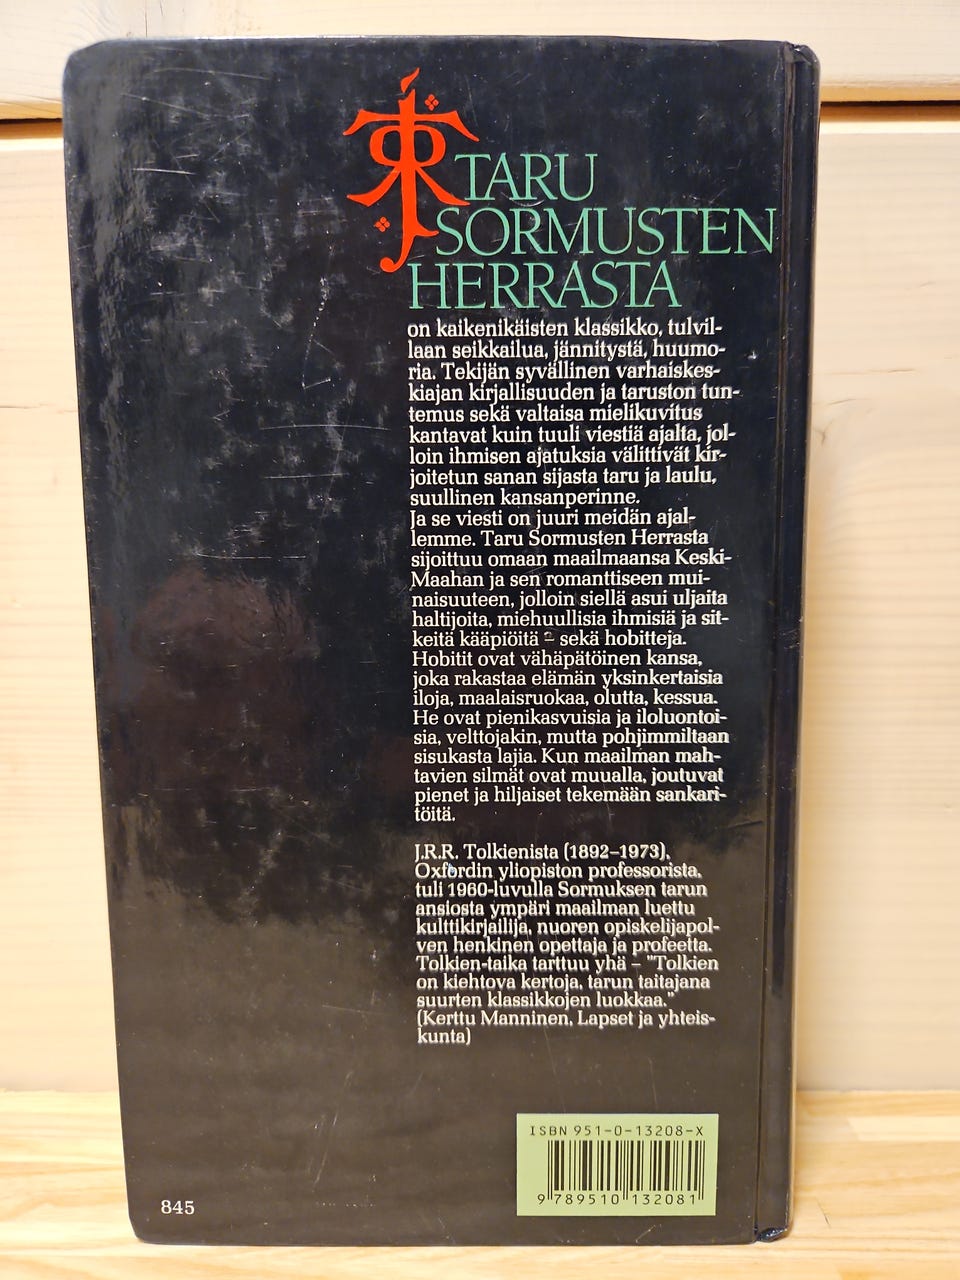 TARU
SORMUSTEN
HERRASTA
on kaikenikäisten klassikko, tulvil-
laan seikkailua, jännitystä, huumo-
ria. Tekijän syvällinen varhaiskes-
kiajan kirjallisuuden ja taruston tun-
temus sekä valtaisa mielikuvitus
kantavat kuin tuuli viestiä ajalta, jol-
loin ihmisen ajatuksia välittivät kir-
joitetun sanan sijasta taru ja laulu,
suullinen kansanperinne.
Ja se viesti on juuri meidän ajal-
lemme. Taru Sormusten Herrasta
sijoittuu omaan maailmaansa Keski-
Maahan ja sen romanttiseen mui-
naisuuteen, jolloin siellä asui uljaita
haltijoita, miehuullisia ihmisiä ja sit-
keitä kääpiöitä – sekä hobitteja.
Hobitit ovat vähäpätöinen kansa,
joka rakastaa elämän yksinkertaisia
iloja, maalaisruokaa, olutta, kessua.
He ovat pienikasvuisia ja iloluontoi-
sia, velttojakin, mutta pohjimmiltaan
sisukasta lajia. Kun maailman mah-
tavien silmät ovat muualla, joutuvat
pienet ja hiljaiset tekemään sankari-
töitä.
J.R.R. Tolkienista (1892–1973),
Oxfordin yliopiston professorista,
tuli 1960-luvulla Sormuksen tarun
ansiosta ympäri maailman luettu
kulttikirjailija, nuoren opiskelijapol-
ven henkinen opettaja ja profeetta.
Tolkien-taika tarttuu yhä – "Tolkien
on kiehtova kertoja, tarun taitajana
suurten klassikkojen luokkaa."
(Kerttu Manninen, Lapset ja yhteis-
kunta)
ISBN 951-0-13208-X
9 789510 132081
845